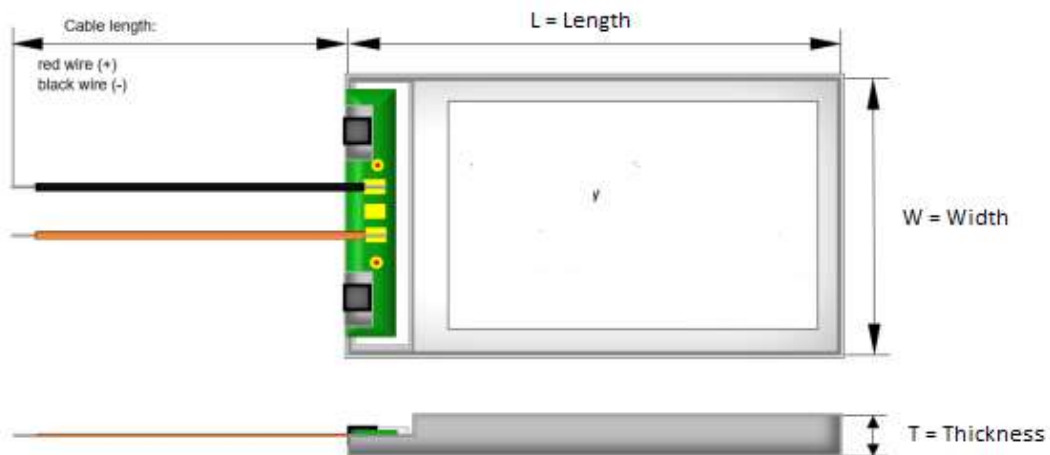 Cable length:
L = Length
red wire (+)
black wire (-)
y
W = Width
T = Thickness